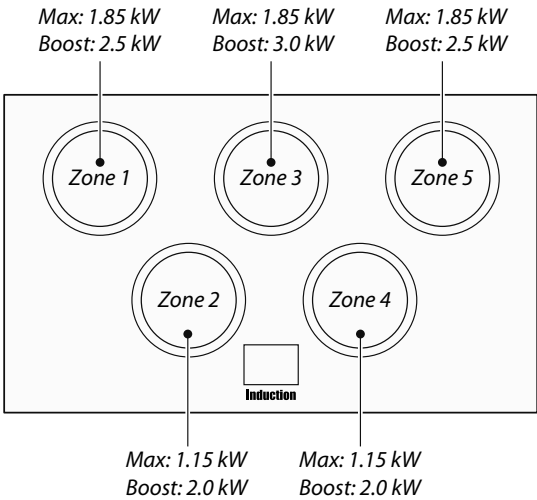 Max: 1.85 kW
Boost: 2.5 kW
Max: 1.85 kW
Boost: 3.0 kW
Max: 1.85 kW
Boost: 2.5 kW
Zone 1
Zone 3
Zone 5
Zone 2
Zone 4
Induction
Max: 1.15 kW
Boost: 2.0 kW
Max: 1.15 kW
Boost: 2.0 kW